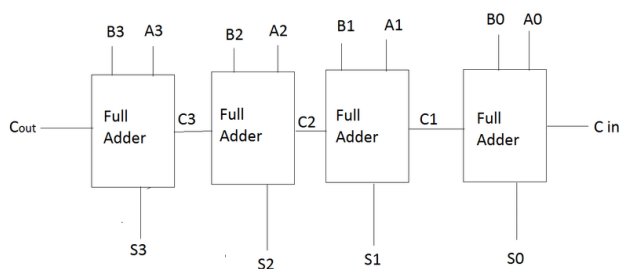 B3 A3 B2 A2 B1 A1 B0 A0
Full Adder
Full Adder
Full Adder
Full Adder
Cout C3 C2 C1 C in
S3 S2 S1 S0